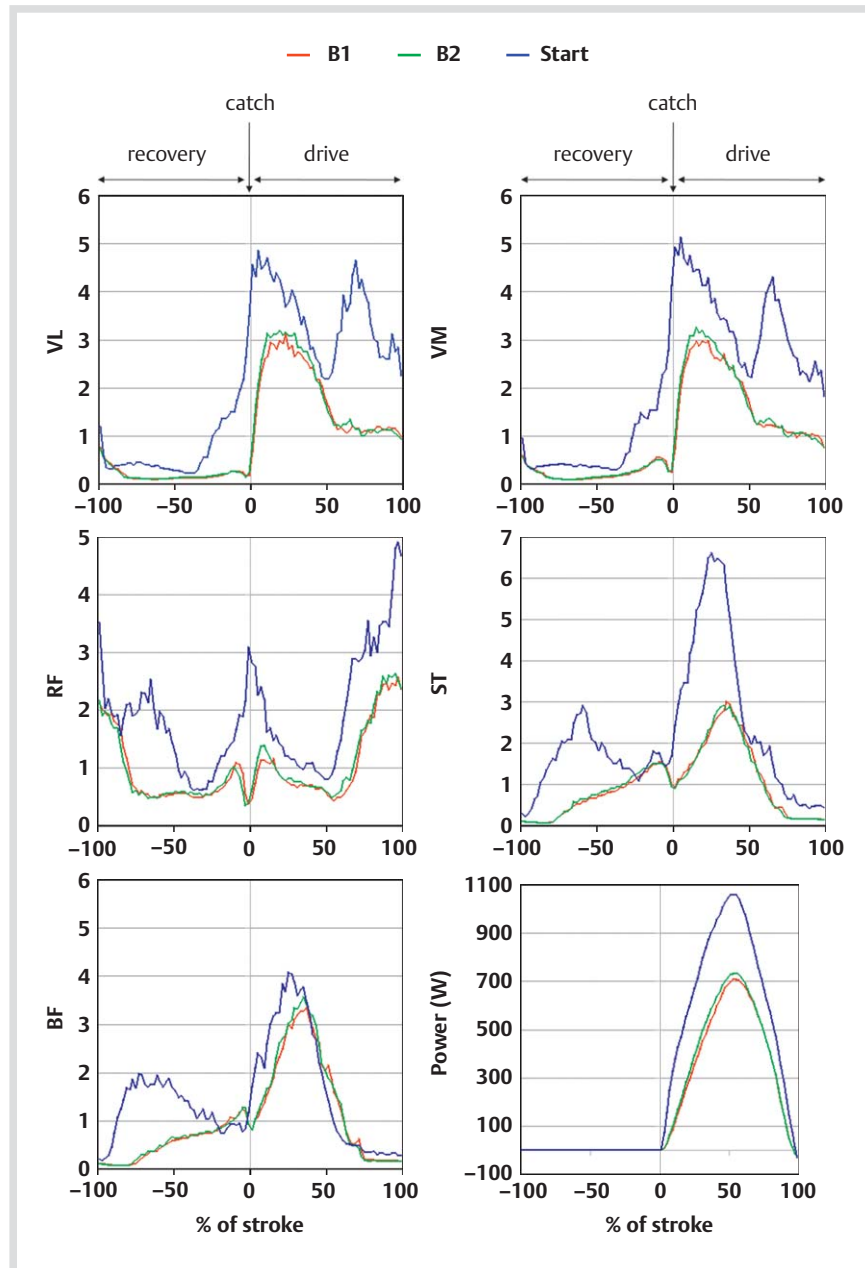 B1 B2 Start
catch catch
recovery drive recovery drive
6 6
5 5
4 4
VL 3 VM 3
2 2
1 1
0 0
−100 −50 0 50 100 −100 −50 0 50 100
5 7
4 6
5
RF 3 ST 4
2 3
2
1 1
0 0
−100 −50 0 50 100 −100 −50 0 50 100
6 1100
5 900
4 700
BF 3 Power (W) 500
2 300
1 100
0 −100
−100 −50 0 50 100 −100 −50 0 50 100
% of stroke % of stroke